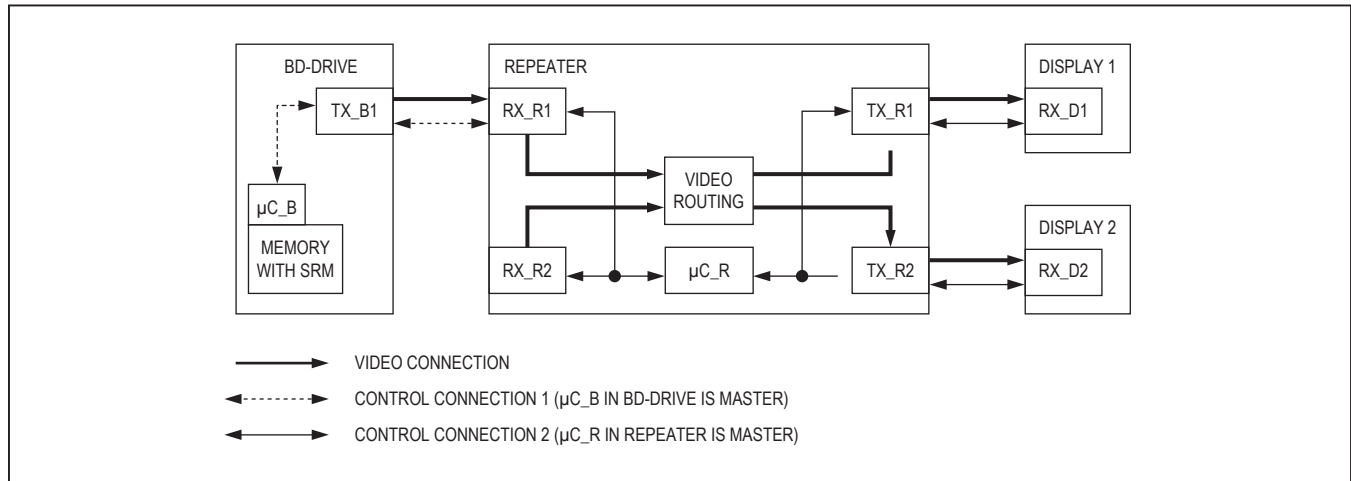 BD-DRIVE
TX_B1
µC_B
MEMORY
WITH SRM
REPEATER
RX_R1
RX_R2
VIDEO
ROUTING
µC_R
TX_R1
TX_R2
DISPLAY 1
RX_D1
DISPLAY 2
RX_D2
VIDEO CONNECTION
CONTROL CONNECTION 1 (µC_B IN BD-DRIVE IS MASTER)
CONTROL CONNECTION 2 (µC_R IN REPEATER IS MASTER)